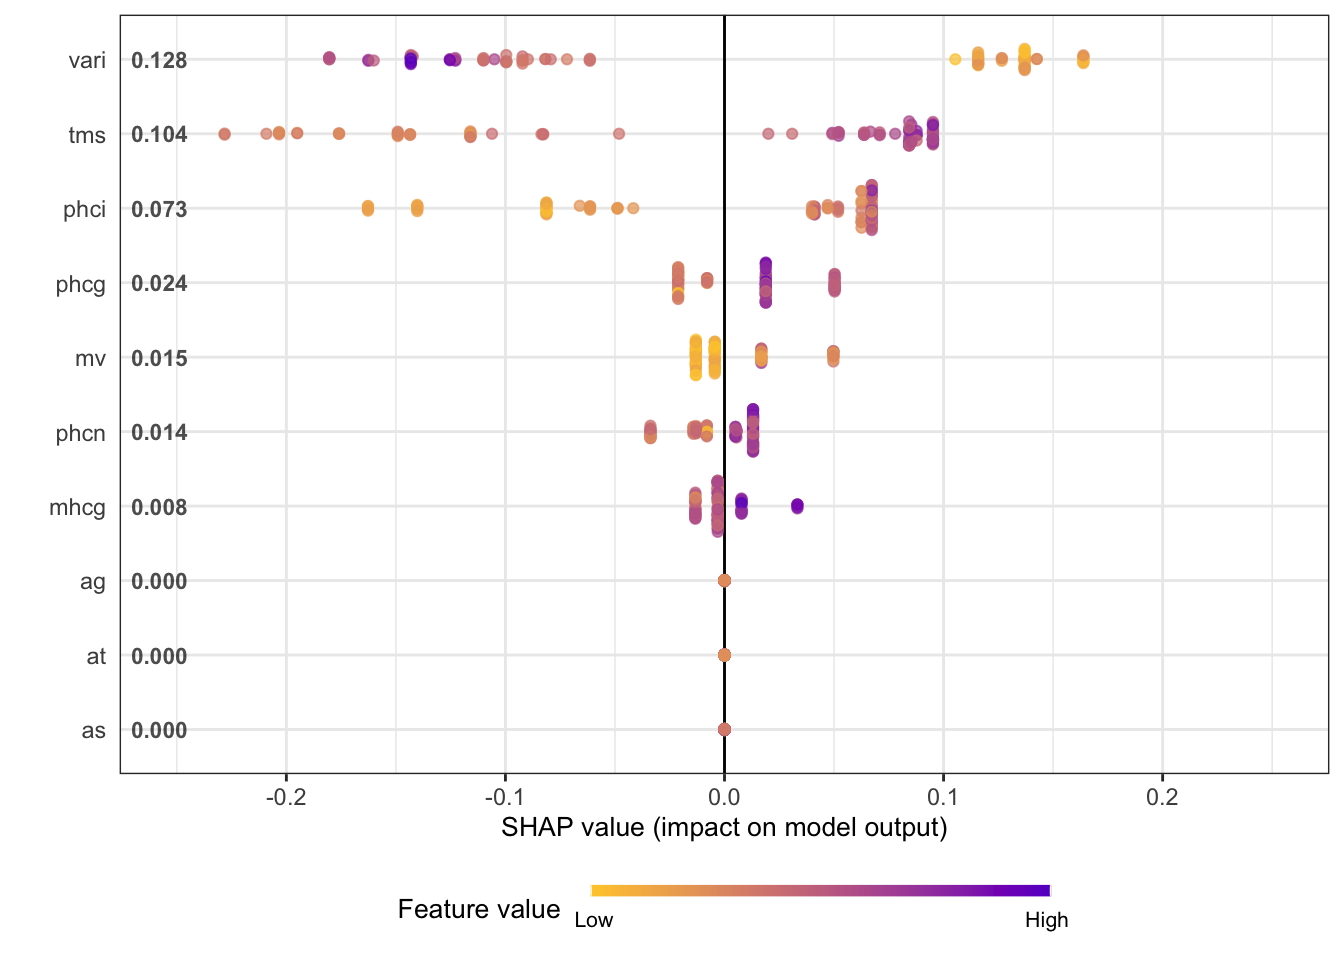 vari 0.128
tms 0.104
phci 0.073
phcg 0.024
mv 0.015
phcn 0.014
mhcg 0.008
ag 0.000
at 0.000
as 0.000
-0.2 -0.1 0.0 0.1 0.2
SHAP value (impact on model output)
Feature value
Low High